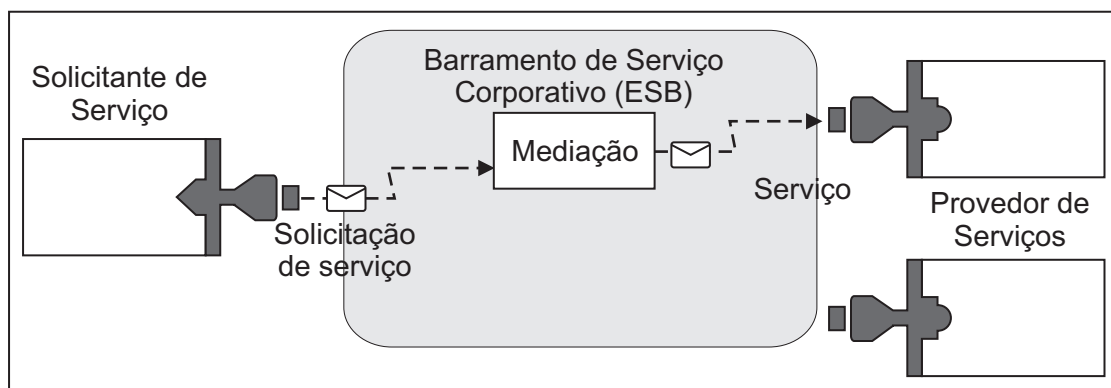 Solicitante de
Serviço
Barramento de Serviço
Corporativo (ESB)
Mediação
Solicitação
de serviço
Serviço
Provedor de
Serviços